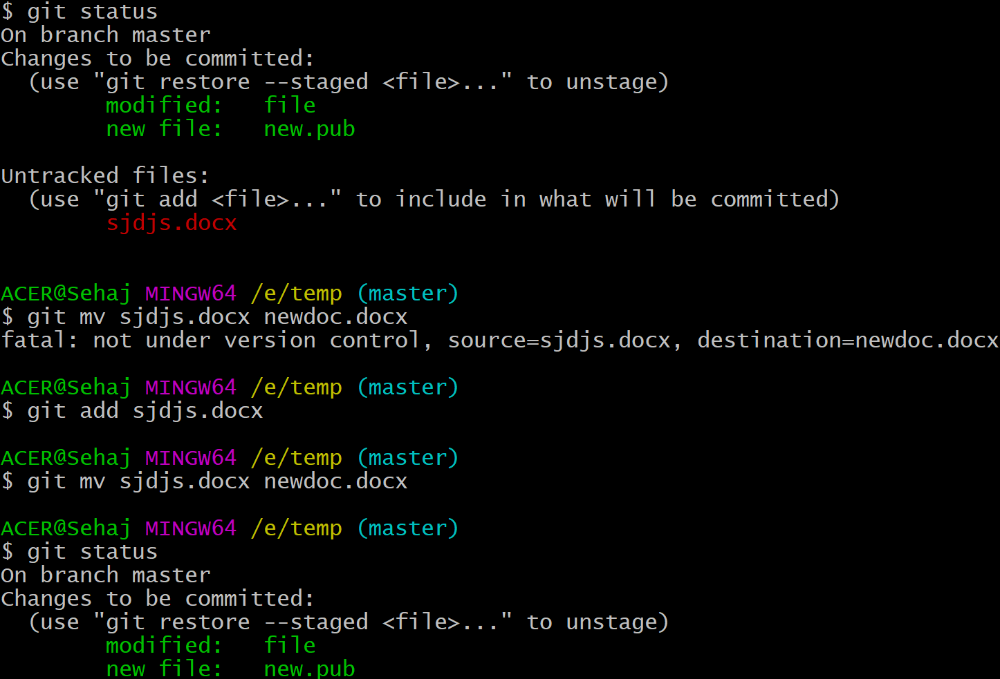 $ git status
On branch master
Changes to be committed:
  (use "git restore --staged <file>..." to unstage)
        modified:   file
        new file:   new.pub

Untracked files:
  (use "git add <file>..." to include in what will be committed)
        sjdjs.docx


ACER@Sehaj MINGW64 /e/temp (master)
$ git mv sjdjs.docx newdoc.docx
fatal: not under version control, source=sjdjs.docx, destination=newdoc.docx

ACER@Sehaj MINGW64 /e/temp (master)
$ git add sjdjs.docx

ACER@Sehaj MINGW64 /e/temp (master)
$ git mv sjdjs.docx newdoc.docx

ACER@Sehaj MINGW64 /e/temp (master)
$ git status
On branch master
Changes to be committed:
  (use "git restore --staged <file>..." to unstage)
        modified:   file
        new file:   new.pub